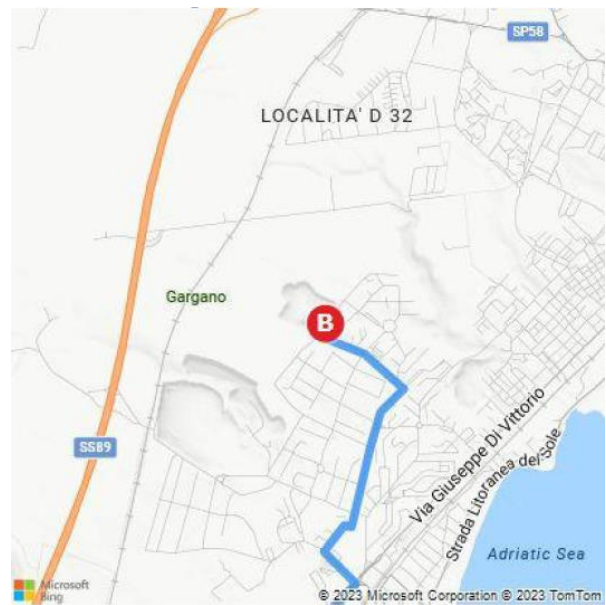 SP58
LOCALITA' D 32
Gargano
B
Via Giuseppe Di Vittorio
SS89
Strada Litoranea del Sole
Adriatic Sea
Microsoft
Bing
© 2023 Microsoft Corporation © 2023 TomTom